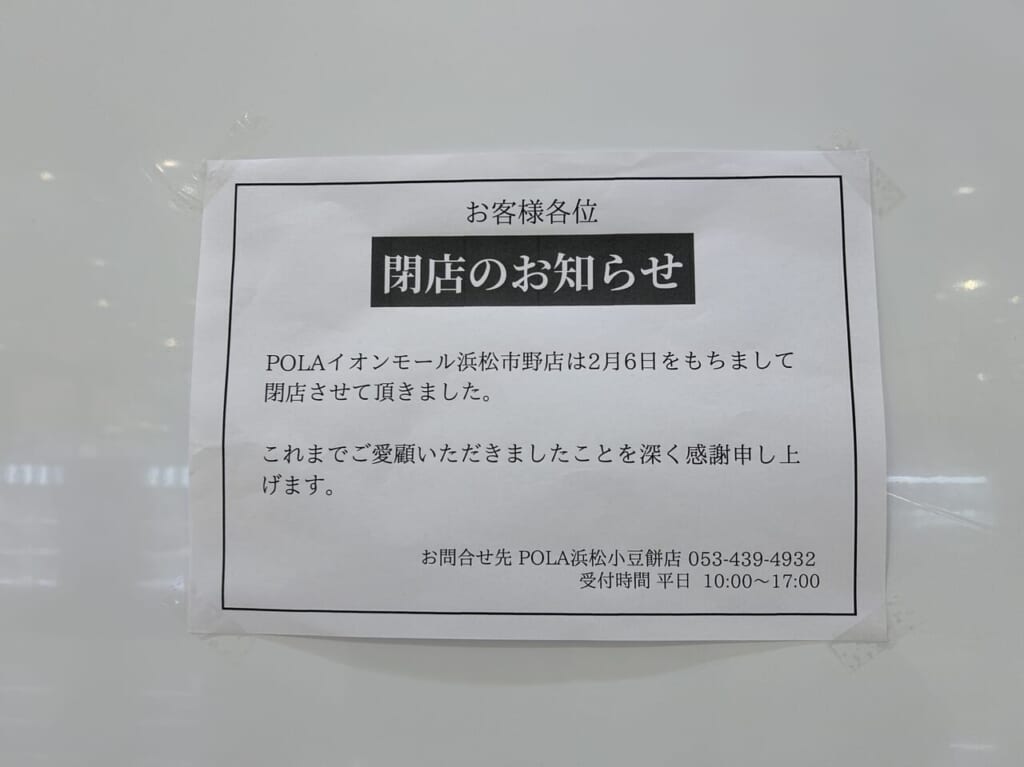 お客様各位
閉店のお知らせ
POLAイオンモール浜松市野店は2月6日をもちまして
閉店させて頂きました。
これまでご愛顧いただきましたことを深く感謝申し上
げます。
お問合せ先 POLA浜松小豆餅店 053-439-4932
受付時間 平日 10:00～17:00